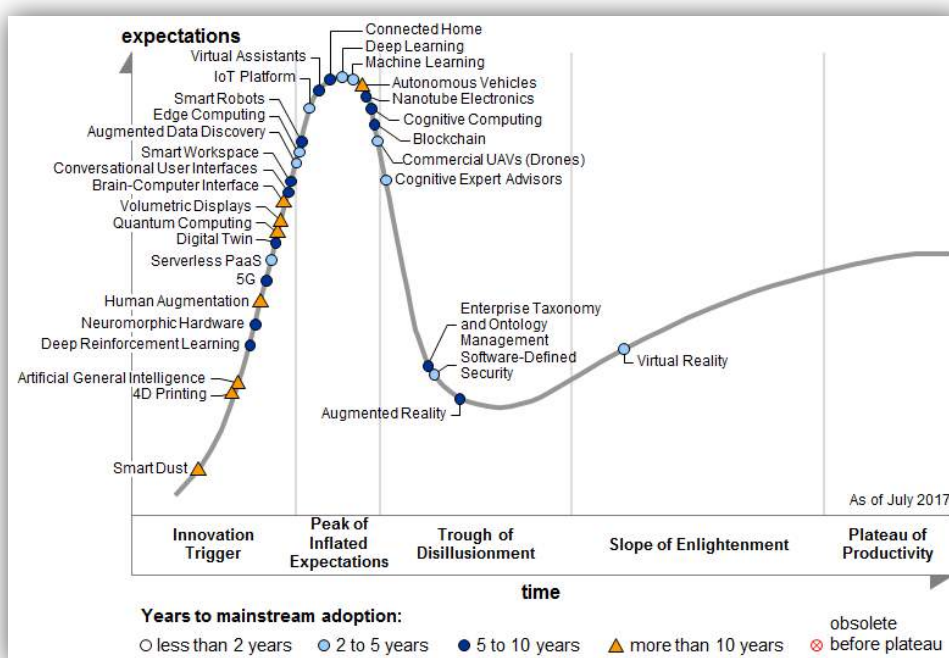 expectations
Connected Home
Deep Learning
Machine Learning
Virtual Assistants
IoT Platform
Autonomous Vehicles
Nanotube Electronics
Smart Robots
Edge Computing
Augmented Data Discovery
Cognitive Computing
Blockchain
Commercial UAVs (Drones)
Smart Workspace
Conversational User Interfaces
Brain-Computer Interface
Cognitive Expert Advisors
Volumetric Displays
Quantum Computing
Digital Twin
Serverless PaaS
5G
Human Augmentation
Neuromorphic Hardware
Deep Reinforcement Learning
Artificial General Intelligence
4D Printing
Smart Dust
Enterprise Taxonomy
and Ontology
Management
Software-Defined
Security
Augmented Reality
Virtual Reality
As of July 2017
Innovation
Trigger
Peak of
Inflated
Expectations
Trough of
Disillusionment
Slope of Enlightenment
Plateau of
Productivity
time
Years to mainstream adoption:
less than 2 years
2 to 5 years
5 to 10 years
more than 10 years
obsolete
before plateau